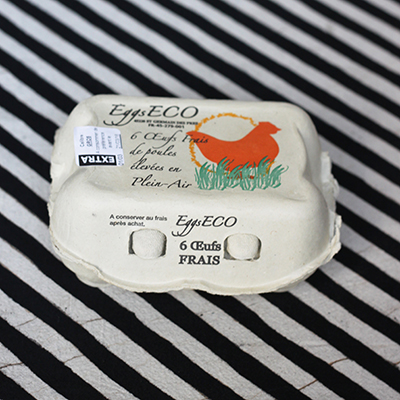 EggsECO
6 Œufs Frais
de poules
élevées en
Plein-Air
EXTRA
A conserver au frais
après achat.
EggsECO
6 Œufs
FRAIS